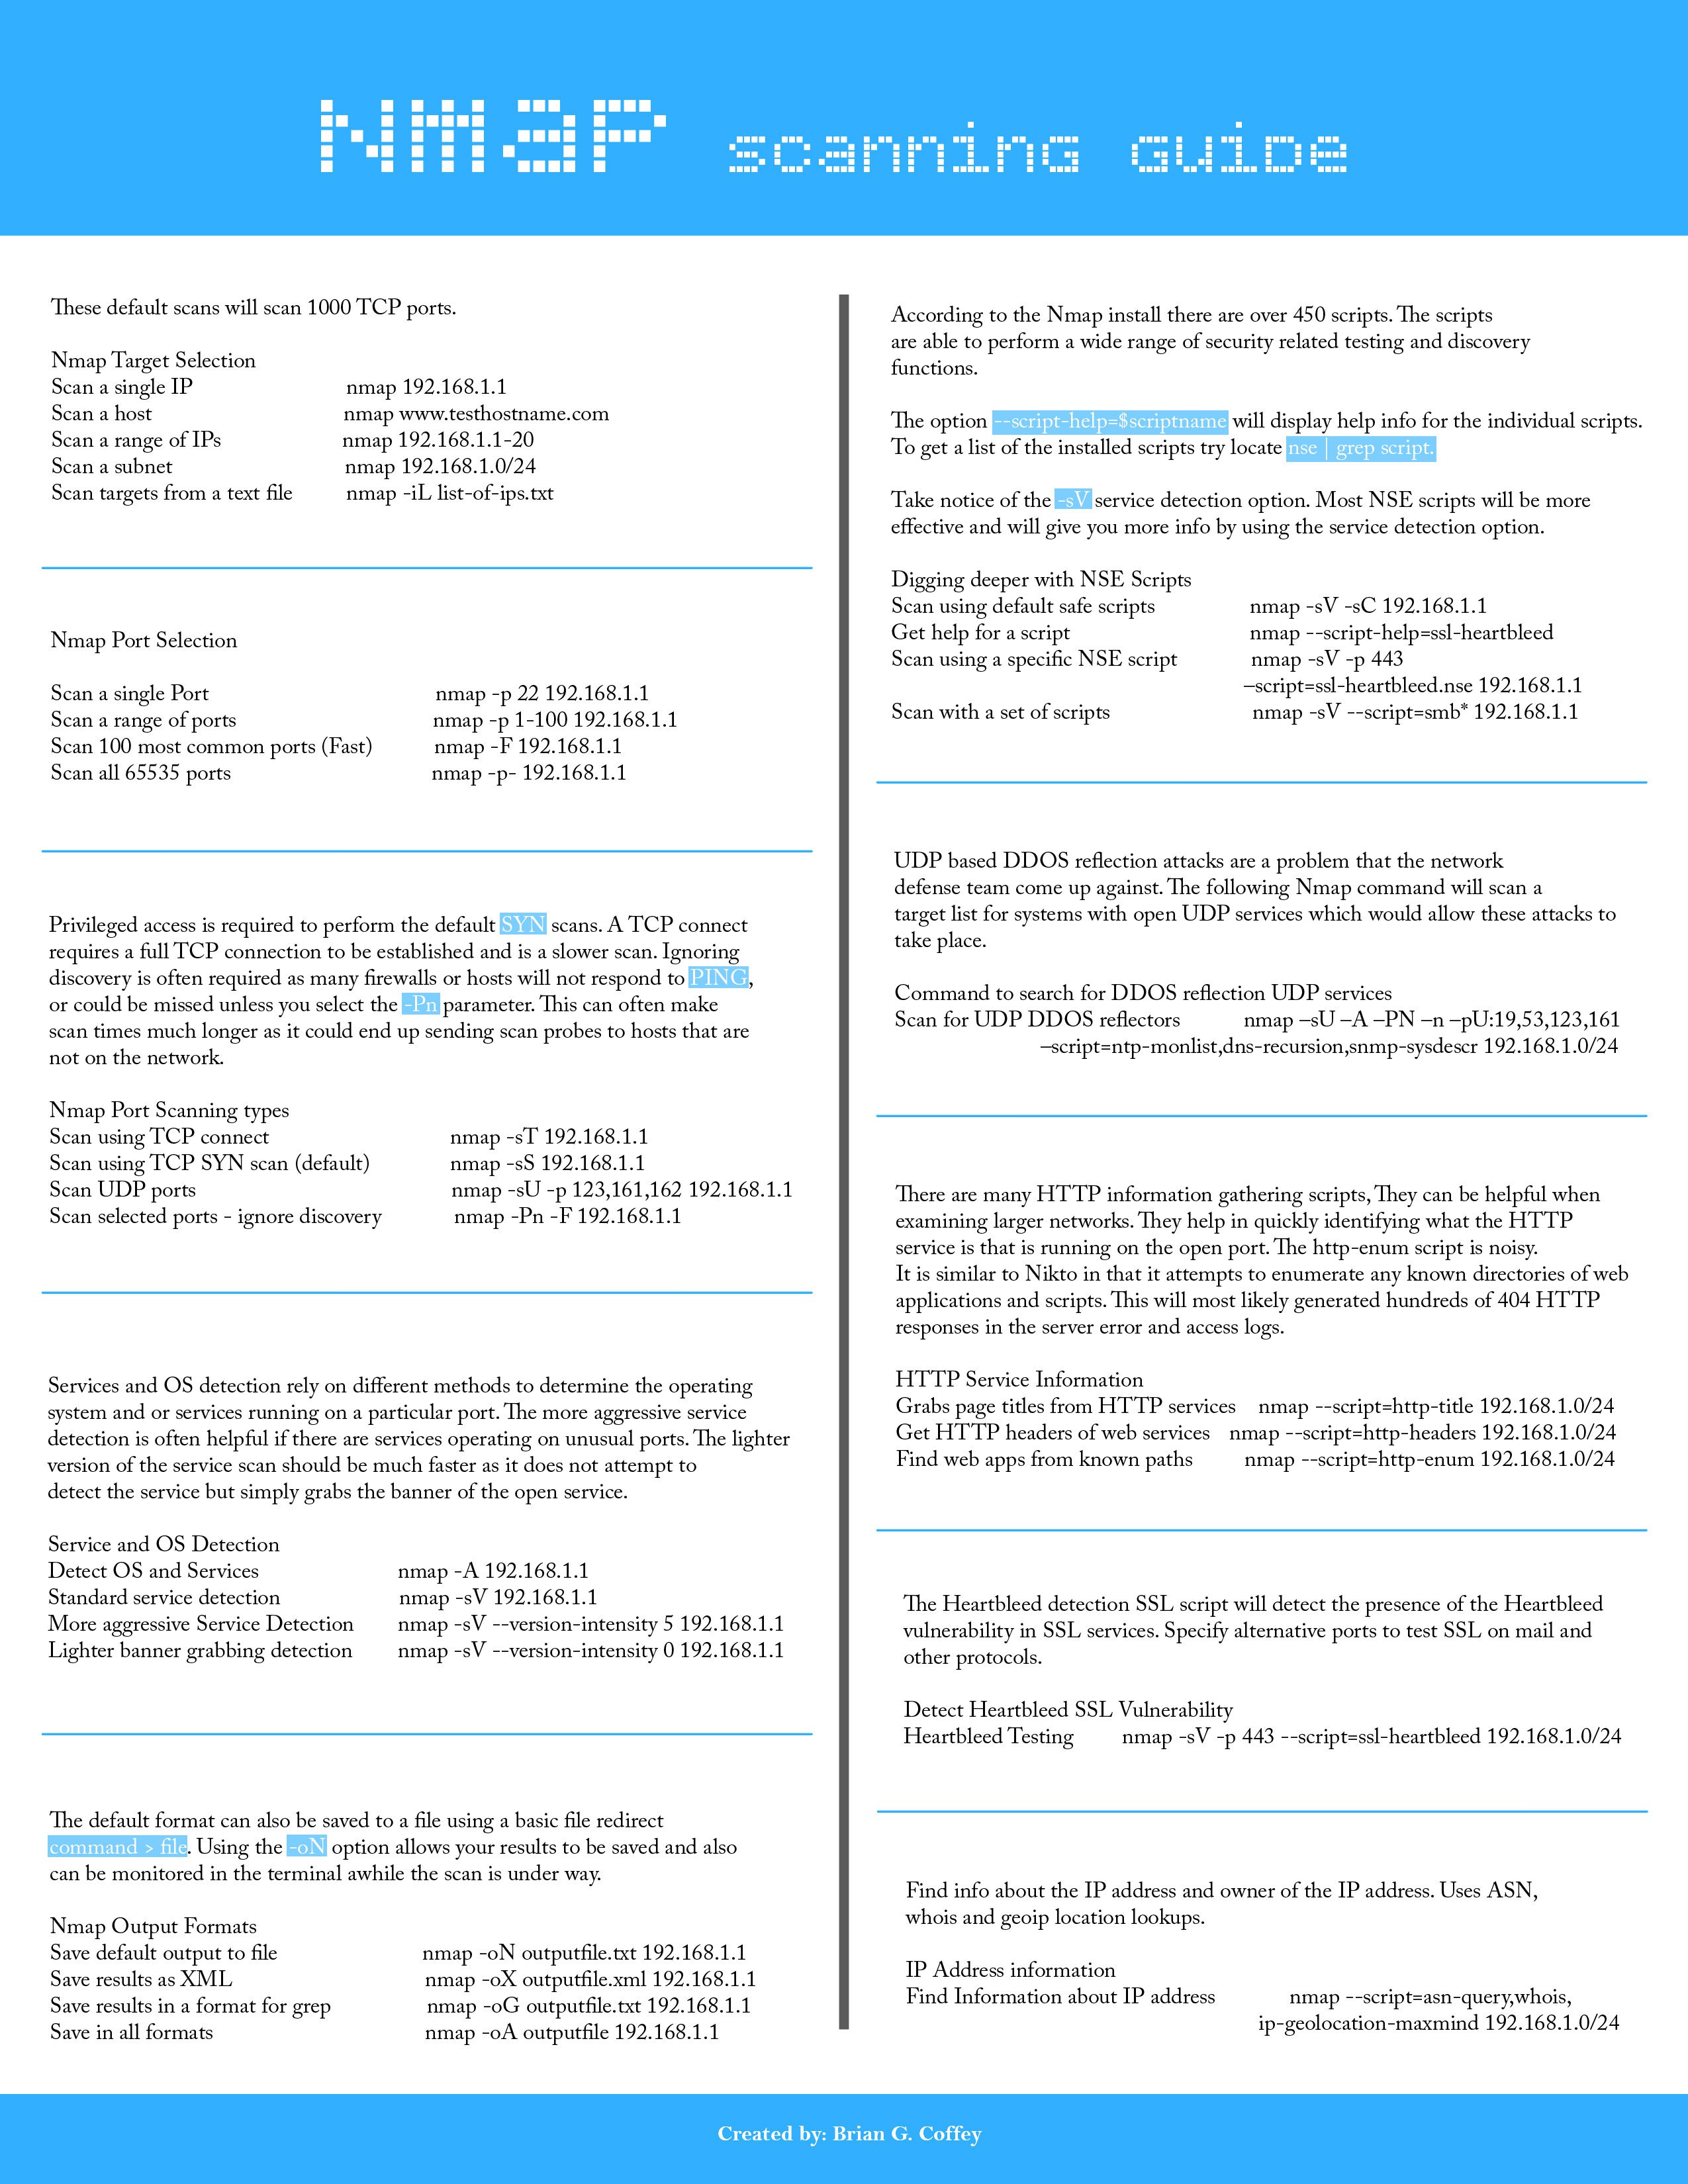 Nmap scanning guide
These default scans will scan 1000 TCP ports.
Nmap Target Selection
Scan a single IP nmap 192.168.1.1
Scan a host nmap www.testhostname.com
Scan a range of IPs nmap 192.168.1.1-20
Scan a subnet nmap 192.168.1.0/24
Scan targets from a text file nmap -iL list-of-ips.txt
Nmap Port Selection
Scan a single Port nmap -p 22 192.168.1.1
Scan a range of ports nmap -p 1-100 192.168.1.1
Scan 100 most common ports (Fast) nmap -F 192.168.1.1
Scan all 65535 ports nmap -p- 192.168.1.1
Privileged access is required to perform the default SYN scans. A TCP connect
requires a full TCP connection to be established and is a slower scan. Ignoring
discovery is often required as many firewalls or hosts will not respond to PING,
or could be missed unless you select the -Pn parameter. This can often make
scan times much longer as it could end up sending scan probes to hosts that are
not on the network.
Nmap Port Scanning types
Scan using TCP connect nmap -sT 192.168.1.1
Scan using TCP SYN scan (default) nmap -sS 192.168.1.1
Scan UDP ports nmap -sU -p 123,161,162 192.168.1.1
Scan selected ports - ignore discovery nmap -Pn -F 192.168.1.1
Services and OS detection rely on different methods to determine the operating
system and or services running on a particular port. The more aggressive service
detection is often helpful if there are services operating on unusual ports. The lighter
version of the service scan should be much faster as it does not attempt to
detect the service but simply grabs the banner of the open service.
Service and OS Detection
Detect OS and Services nmap -A 192.168.1.1
Standard service detection nmap -sV 192.168.1.1
More aggressive Service Detection nmap -sV --version-intensity 5 192.168.1.1
Lighter banner grabbing detection nmap -sV --version-intensity 0 192.168.1.1
The default format can also be saved to a file using a basic file redirect
command > file. Using the -oN option allows your results to be saved and also
can be monitored in the terminal awhile the scan is under way.
Nmap Output Formats
Save default output to file nmap -oN outputfile.txt 192.168.1.1
Save results as XML nmap -oX outputfile.xml 192.168.1.1
Save results in a format for grep nmap -oG outputfile.txt 192.168.1.1
Save in all formats nmap -oA outputfile 192.168.1.1
According to the Nmap install there are over 450 scripts. The scripts
are able to perform a wide range of security related testing and discovery
functions.
The option --script-help=$scriptname will display help info for the individual scripts.
To get a list of the installed scripts try locate nse | grep script.
Take notice of the -sV service detection option. Most NSE scripts will be more
effective and will give you more info by using the service detection option.
Digging deeper with NSE Scripts
Scan using default safe scripts nmap -sV -sC 192.168.1.1
Get help for a script nmap --script-help=ssl-heartbleed
Scan using a specific NSE script nmap -sV -p 443
–script=ssl-heartbleed.nse 192.168.1.1
Scan with a set of scripts nmap -sV --script=smb* 192.168.1.1
UDP based DDOS reflection attacks are a problem that the network
defense team come up against. The following Nmap command will scan a
target list for systems with open UDP services which would allow these attacks to
take place.
Command to search for DDOS reflection UDP services
Scan for UDP DDOS reflectors nmap –sU –A –PN –n –pU:19,53,123,161
–script=ntp-monlist,dns-recursion,snmp-sysdescr 192.168.1.0/24
There are many HTTP information gathering scripts, They can be helpful when
examining larger networks. They help in quickly identifying what the HTTP
service is that is running on the open port. The http-enum script is noisy.
It is similar to Nikto in that it attempts to enumerate any known directories of web
applications and scripts. This will most likely generated hundreds of 404 HTTP
responses in the server error and access logs.
HTTP Service Information
Grabs page titles from HTTP services nmap --script=http-title 192.168.1.0/24
Get HTTP headers of web services nmap --script=http-headers 192.168.1.0/24
Find web apps from known paths nmap --script=http-enum 192.168.1.0/24
The Heartbleed detection SSL script will detect the presence of the Heartbleed
vulnerability in SSL services. Specify alternative ports to test SSL on mail and
other protocols.
Detect Heartbleed SSL Vulnerability
Heartbleed Testing nmap -sV -p 443 --script=ssl-heartbleed 192.168.1.0/24
Find info about the IP address and owner of the IP address. Uses ASN,
whois and geoip location lookups.
IP Address information
Find Information about IP address nmap --script=asn-query,whois,
ip-geolocation-maxmind 192.168.1.0/24
Created by: Brian G. Coffey